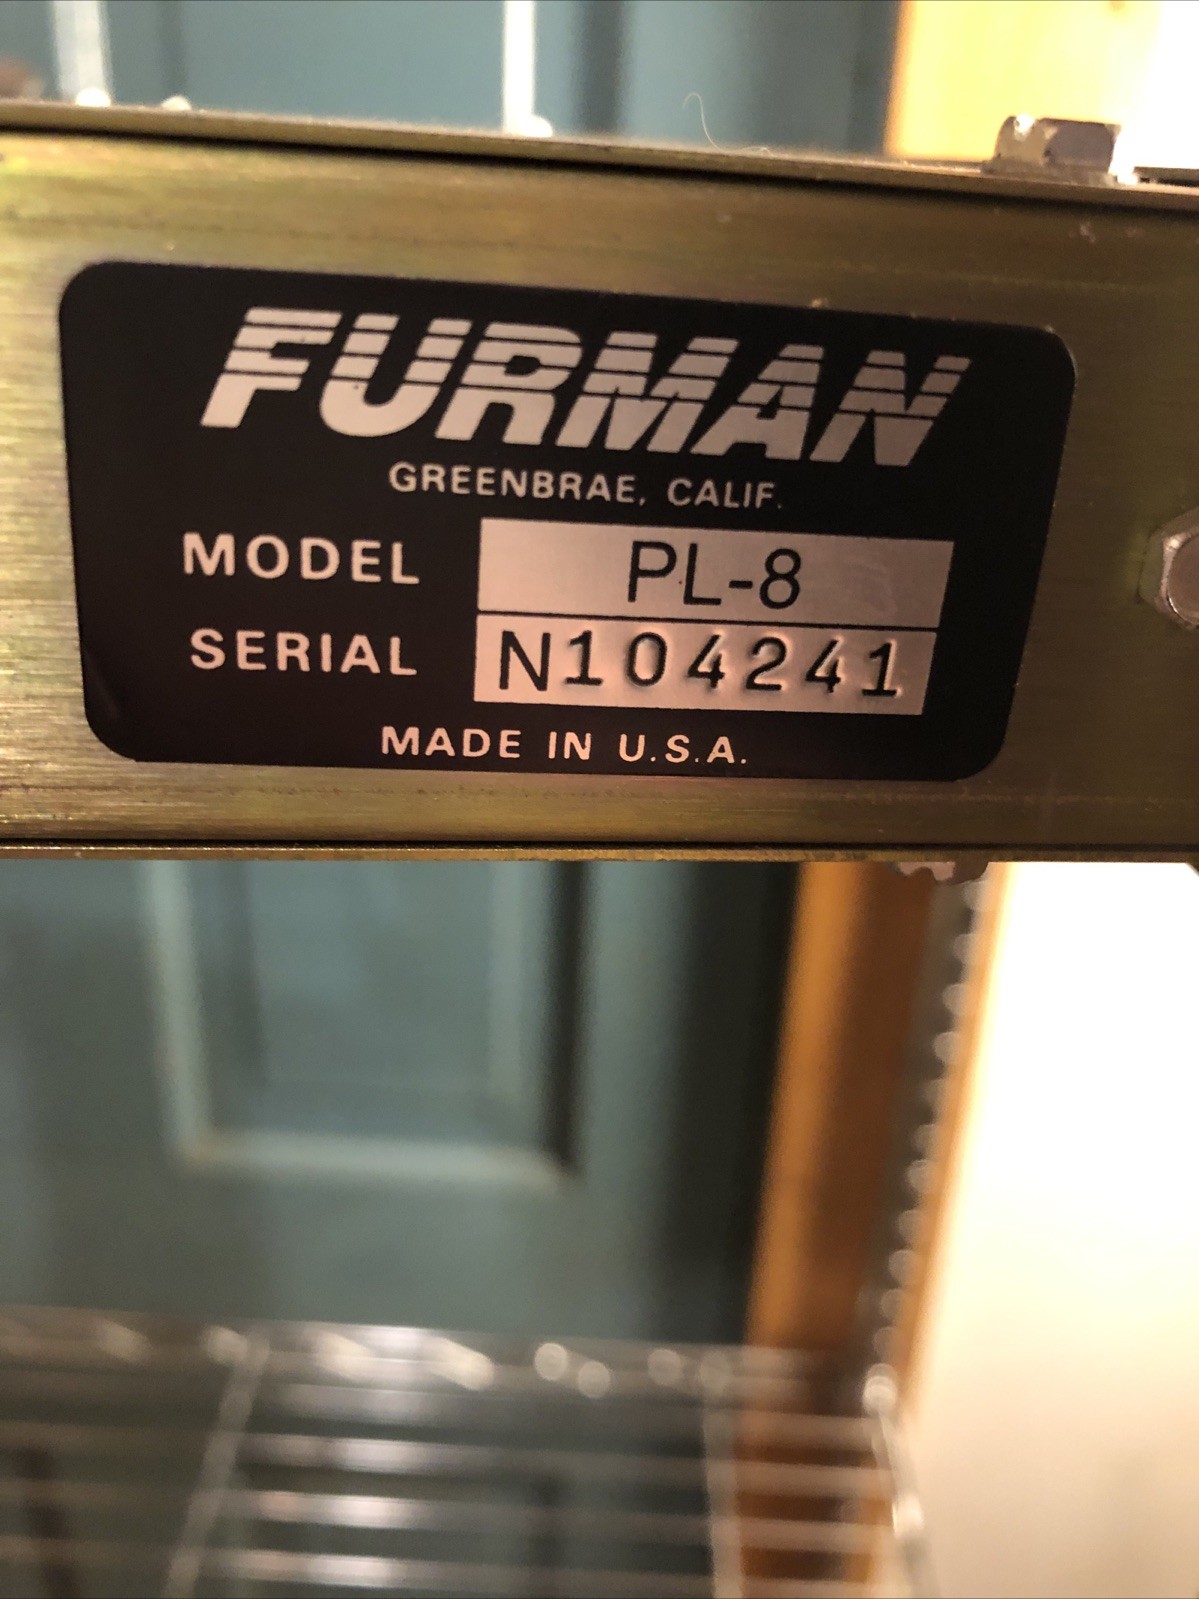 FURMAN
GREENBRAE, CALIF.
MODEL PL-8
SERIAL N104241
MADE IN U.S.A.